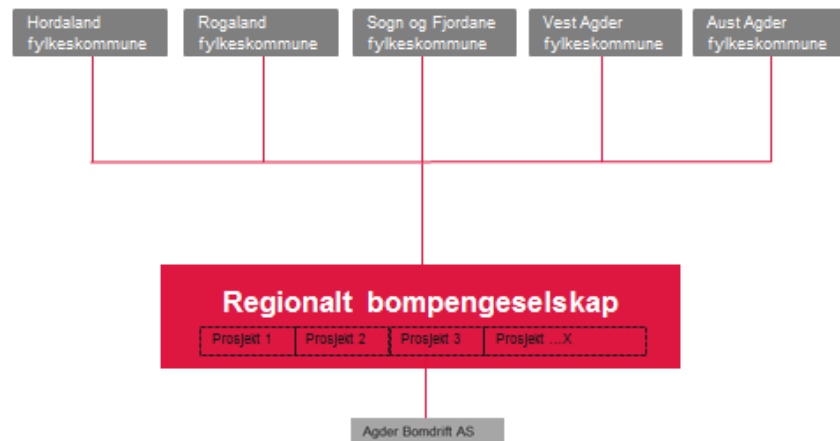 Hordaland
fylkeskommune
Rogaland
fylkeskommune
Sogn og Fjordane
fylkeskommune
Vest Agder
fylkeskommune
Aust Agder
fylkeskommune
Regionalt bompengeselskap
Prosjekt 1
Prosjekt 2
Prosjekt 3
Prosjekt ...X
Agder Bomdrift AS